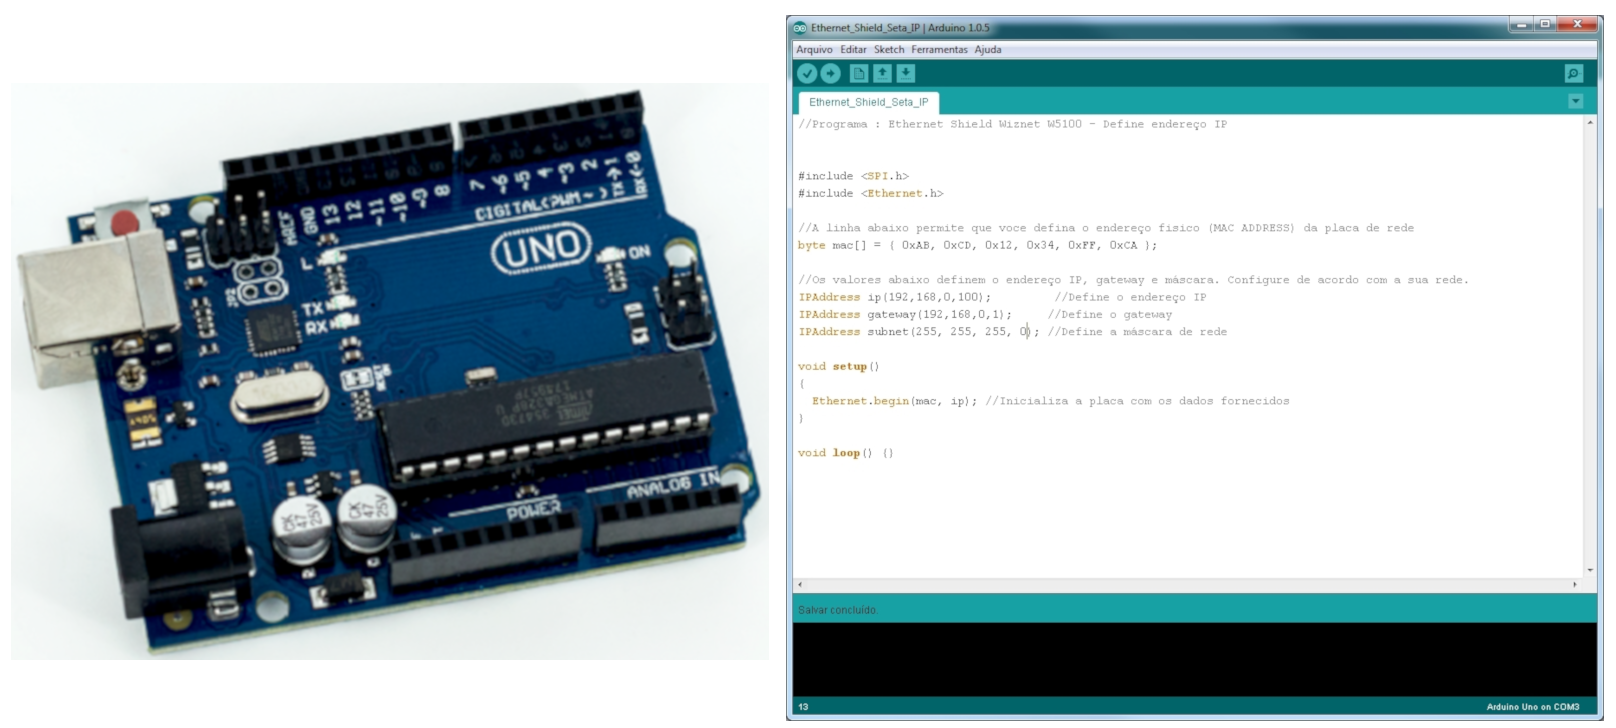 AREF
GND
13
12
~11
~10
~9
8
7
~6
~5
4
~3
2
TX→1
RX←0
DIGITAL(PWM ~)
UNO
L
TX
RX
ON
ATMEGA328P
POWER
ANALOG IN
CK
47
25V
CK
47
25V
Ethernet_Shield_Seta_IP | Arduino 1.0.5
Arquivo Editar Sketch Ferramentas Ajuda
Ethernet_Shield_Seta_IP
//Programa : Ethernet Shield Wiznet W5100 - Define endereço IP
#include <SPI.h>
#include <Ethernet.h>
//A linha abaixo permite que voce defina o endereço fisico (MAC ADDRESS) da placa de rede
byte mac[] = { 0xAB, 0xCD, 0x12, 0x34, 0xFF, 0xCA };
//Os valores abaixo definem o endereço IP, gateway e máscara. Configure de acordo com a sua rede.
IPAddress ip(192,168,0,100); //Define o endereço IP
IPAddress gateway(192,168,0,1); //Define o gateway
IPAddress subnet(255, 255, 255, 0); //Define a máscara de rede
void setup()
{
Ethernet.begin(mac, ip); //Inicializa a placa com os dados fornecidos
}
void loop() {}
Salvar concluído.
13
Arduino Uno on COM3